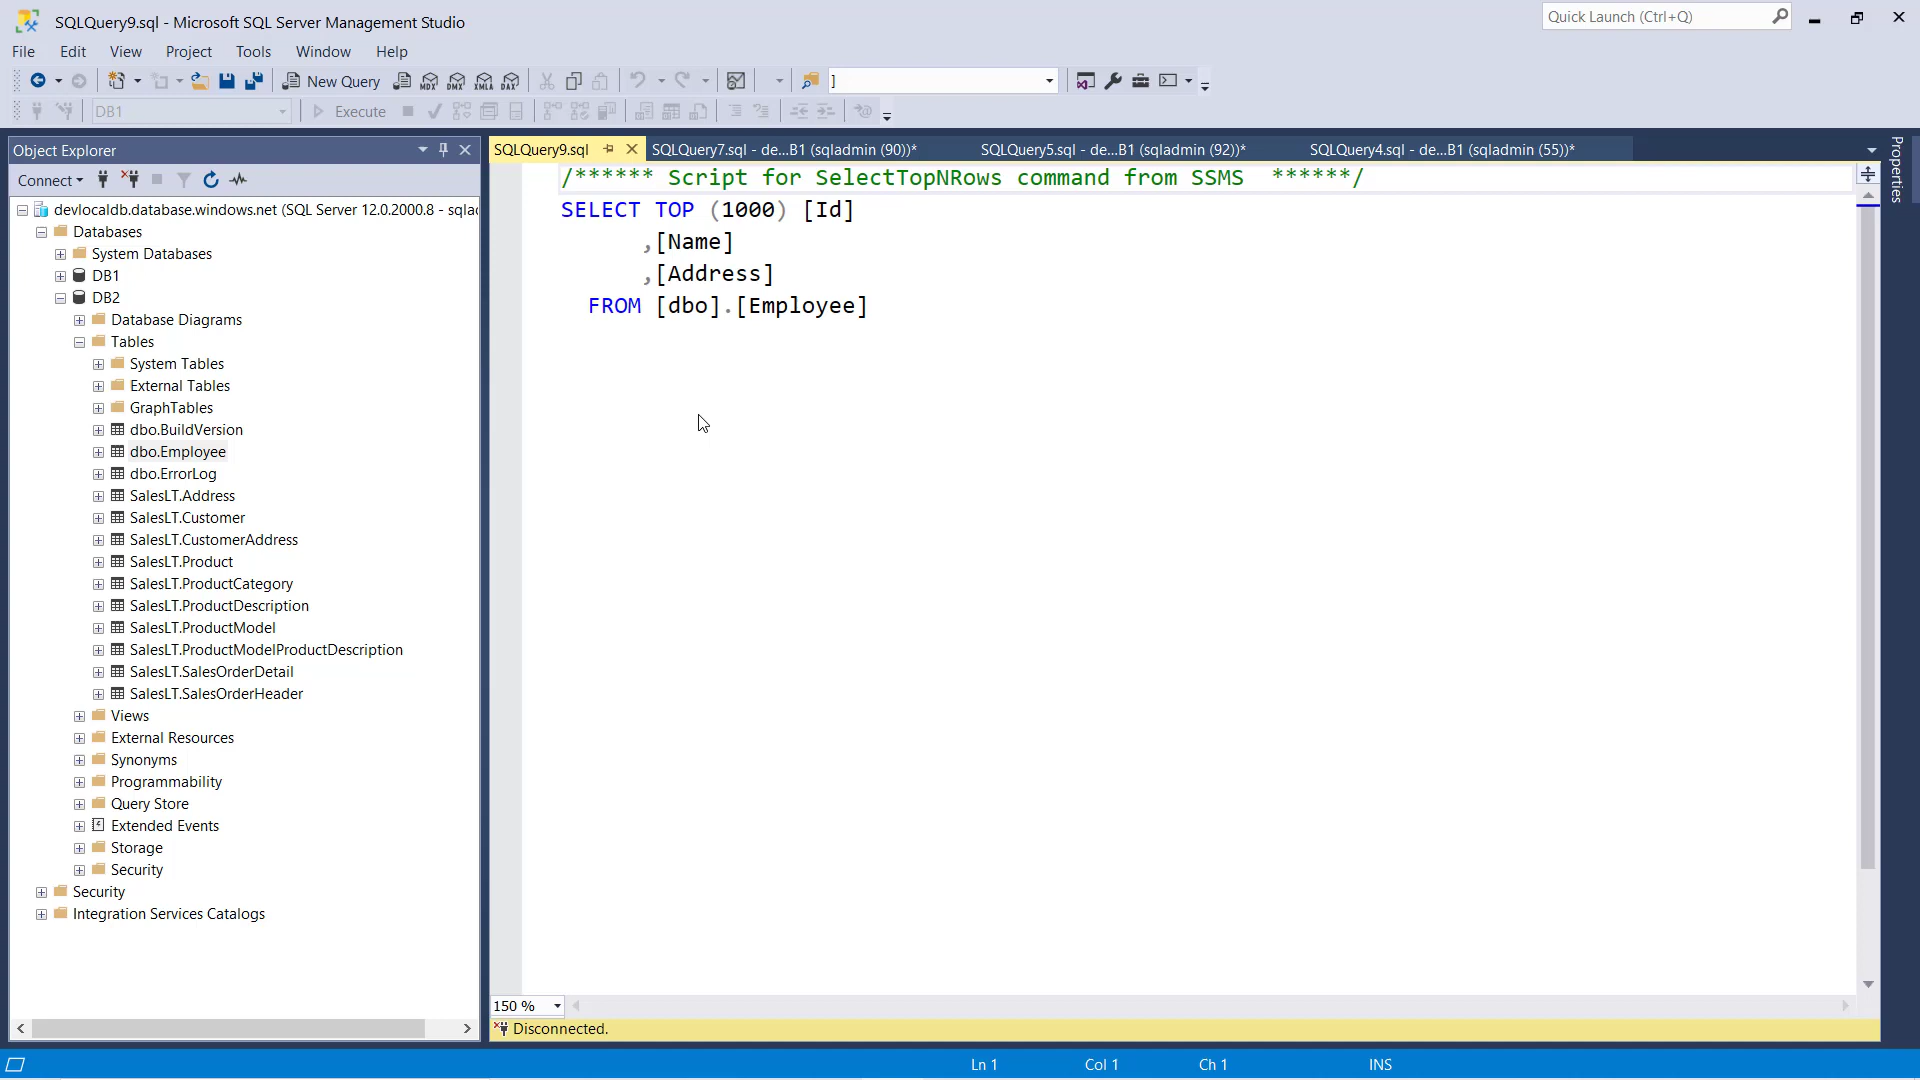 SQLQuery9.sql - Microsoft SQL Server Management Studio
Quick Launch (Ctrl+Q)
File Edit View Project Tools Window Help
New Query MDX DMX XMLA DAX ]
DB1 Execute
Object Explorer
Connect
devlocaldb.database.windows.net (SQL Server 12.0.2000.8 - sqlac
Databases
System Databases
DB1
DB2
Database Diagrams
Tables
System Tables
External Tables
GraphTables
dbo.BuildVersion
dbo.Employee
dbo.ErrorLog
SalesLT.Address
SalesLT.Customer
SalesLT.CustomerAddress
SalesLT.Product
SalesLT.ProductCategory
SalesLT.ProductDescription
SalesLT.ProductModel
SalesLT.ProductModelProductDescription
SalesLT.SalesOrderDetail
SalesLT.SalesOrderHeader
Views
External Resources
Synonyms
Programmability
Query Store
Extended Events
Storage
Security
Security
Integration Services Catalogs
SQLQuery9.sql SQLQuery7.sql - de...B1 (sqladmin (90))* SQLQuery5.sql - de...B1 (sqladmin (92))* SQLQuery4.sql - de...B1 (sqladmin (55))*
/****** Script for SelectTopNRows command from SSMS  ******/
SELECT TOP (1000) [Id]
,[Name]
,[Address]
FROM [dbo].[Employee]
150 %
Disconnected.
Properties
Ln 1 Col 1 Ch 1 INS